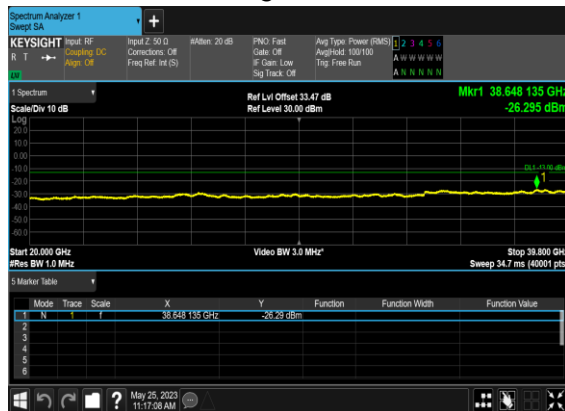 Spectrum Analyzer 1
Swept SA
KEYSIGHT Input: RF
R T Coupling: DC
Align: Off
LW
Input Z: 50 Ω
Corrections: Off
Freq Ref: Int (S)
#Atten: 20 dB
PNO: Fast
Gate: Off
IF Gain: Low
Sig Track: Off
Avg Type: Power (RMS)
Avg|Hold: 100/100
Trig: Free Run
1 2 3 4 5 6
A W W W W W
A N N N N N
1 Spectrum
Scale/Div 10 dB
Ref Lvl Offset 33.47 dB
Ref Level 30.00 dBm
Mkr1 38.648 135 GHz
-26.295 dBm
Log
20.0
10.0
0.00
-10.0
-20.0
-30.0
-40.0
-50.0
-60.0
DL1 -13.00 dBm
1
Start 20.000 GHz
#Res BW 1.0 MHz
Video BW 3.0 MHz*
Stop 39.800 GHz
Sweep 34.7 ms (40001 pts)
5 Marker Table
Mode Trace Scale X Y Function Function Width Function Value
1 N 1 f 38.648 135 GHz -26.29 dBm
2
3
4
5
6
May 25, 2023
11:17:08 AM